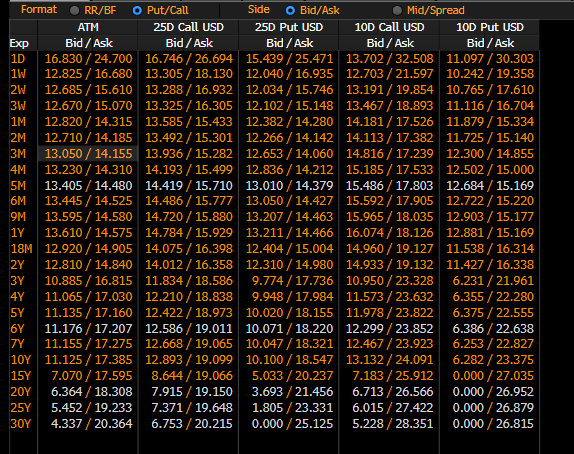 Format RR/BF Put/Call Side Bid/Ask Mid/Spread
ATM 25D Call USD 25D Put USD 10D Call USD 10D Put USD
Exp Bid / Ask Bid / Ask Bid / Ask Bid / Ask Bid / Ask
1D 16.830 / 24.700 16.746 / 26.694 15.439 / 25.471 13.702 / 32.508 11.097 / 30.303
1W 12.825 / 16.680 13.305 / 18.130 12.040 / 16.935 12.703 / 21.597 10.242 / 19.358
2W 12.685 / 15.610 13.288 / 16.932 12.034 / 15.746 13.191 / 19.854 10.765 / 17.610
3W 12.670 / 15.070 13.325 / 16.305 12.102 / 15.148 13.467 / 18.893 11.116 / 16.704
1M 12.820 / 14.315 13.585 / 15.433 12.382 / 14.280 14.181 / 17.526 11.879 / 15.334
2M 12.710 / 14.185 13.492 / 15.301 12.266 / 14.142 14.113 / 17.382 11.725 / 15.140
3M 13.050 / 14.155 13.936 / 15.282 12.653 / 14.060 14.816 / 17.239 12.300 / 14.855
4M 13.230 / 14.310 14.193 / 15.499 12.836 / 14.212 15.185 / 17.533 12.502 / 15.000
5M 13.405 / 14.480 14.419 / 15.710 13.010 / 14.379 15.486 / 17.803 12.684 / 15.169
6M 13.445 / 14.525 14.486 / 15.777 13.050 / 14.427 15.592 / 17.905 12.722 / 15.220
9M 13.595 / 14.580 14.720 / 15.880 13.207 / 14.463 15.965 / 18.035 12.903 / 15.177
1Y 13.610 / 14.575 14.784 / 15.929 13.211 / 14.466 16.074 / 18.126 12.881 / 15.169
18M 12.920 / 14.905 14.075 / 16.398 12.404 / 15.004 14.960 / 19.127 11.538 / 16.314
2Y 12.810 / 14.840 14.012 / 16.358 12.310 / 14.980 14.933 / 19.132 11.427 / 16.338
3Y 10.885 / 16.815 11.834 / 18.586 9.774 / 17.736 10.950 / 23.328 6.231 / 21.961
4Y 11.065 / 17.030 12.210 / 18.838 9.948 / 17.984 11.573 / 23.632 6.355 / 22.280
5Y 11.135 / 17.160 12.422 / 18.973 10.020 / 18.155 11.978 / 23.822 6.375 / 22.555
6Y 11.176 / 17.207 12.586 / 19.011 10.071 / 18.220 12.299 / 23.852 6.386 / 22.638
7Y 11.155 / 17.275 12.668 / 19.065 10.047 / 18.321 12.467 / 23.923 6.253 / 22.827
10Y 11.125 / 17.385 12.893 / 19.099 10.100 / 18.547 13.132 / 24.091 6.282 / 23.375
15Y 7.070 / 17.595 8.644 / 19.066 5.033 / 20.237 7.183 / 25.912 0.000 / 27.035
20Y 6.364 / 18.308 7.915 / 19.150 3.693 / 21.456 6.713 / 26.566 0.000 / 26.952
25Y 5.452 / 19.233 7.371 / 19.648 1.805 / 23.331 6.015 / 27.422 0.000 / 26.879
30Y 4.337 / 20.364 6.753 / 20.215 0.000 / 25.125 5.228 / 28.351 0.000 / 26.815